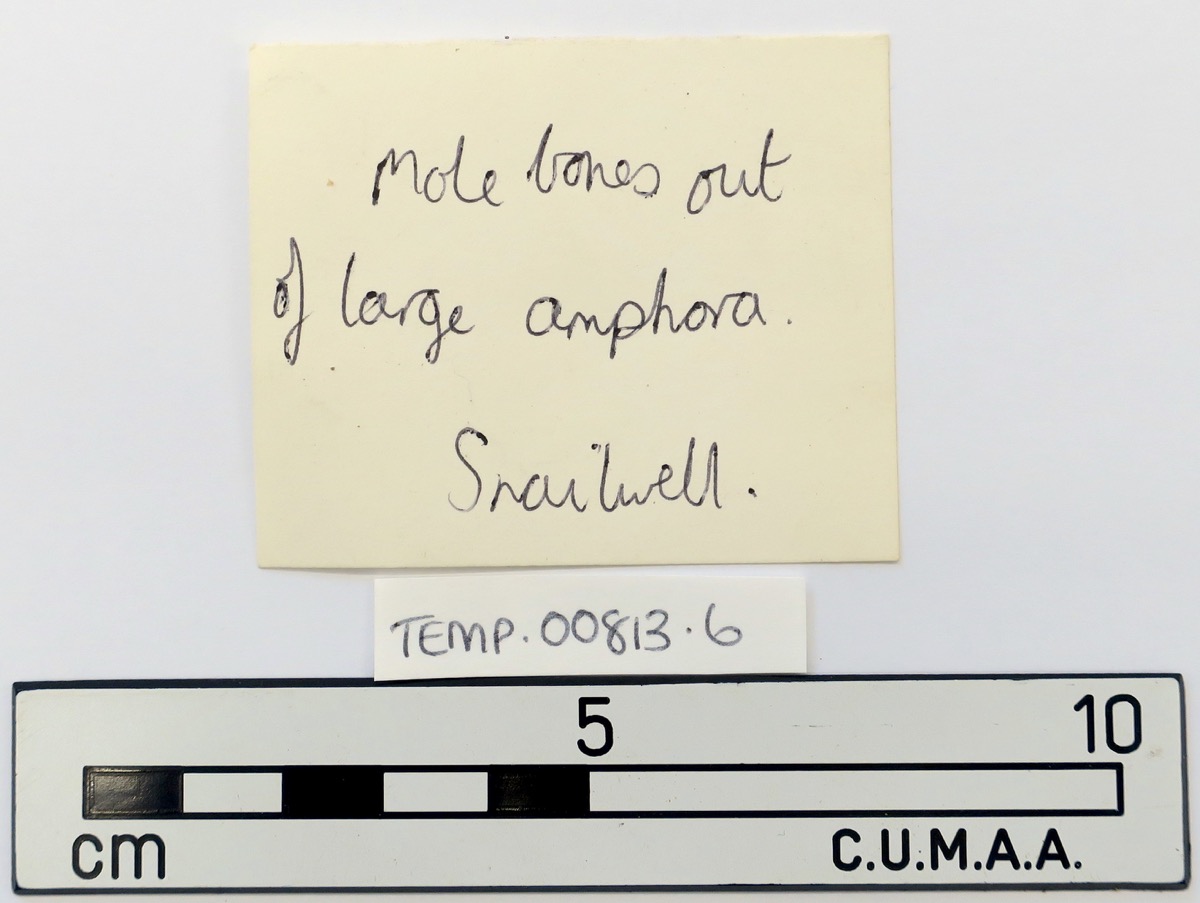 Mole bones out
of large amphora.
Snailwell.
TEMP.00813.6
5 10
cm C.U.M.A.A.